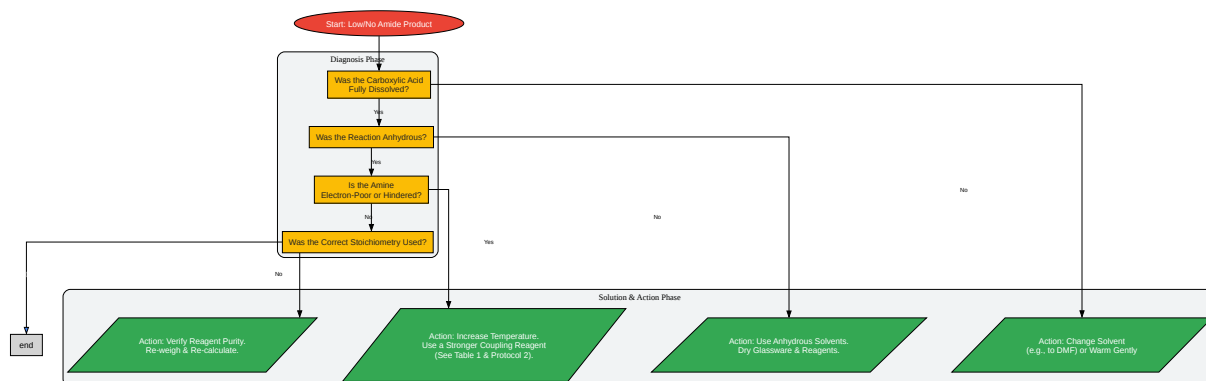 Start: Low/No Amide Product
Diagnosis Phase
Was the Carboxylic Acid
Fully Dissolved?
Yes
Was the Reaction Anhydrous?
Yes
Is the Amine
Electron-Poor or Hindered?
No
No
No
Was the Correct Stoichiometry Used?
Yes
No
Solution & Action Phase
end
Action: Verify Reagent Purity.
Re-weigh & Re-calculate.
Action: Increase Temperature.
Use a Stronger Coupling Reagent
(See Table 1 & Protocol 2).
Action: Use Anhydrous Solvents.
Dry Glassware & Reagents.
Action: Change Solvent
(e.g., to DMF) or Warm Gently